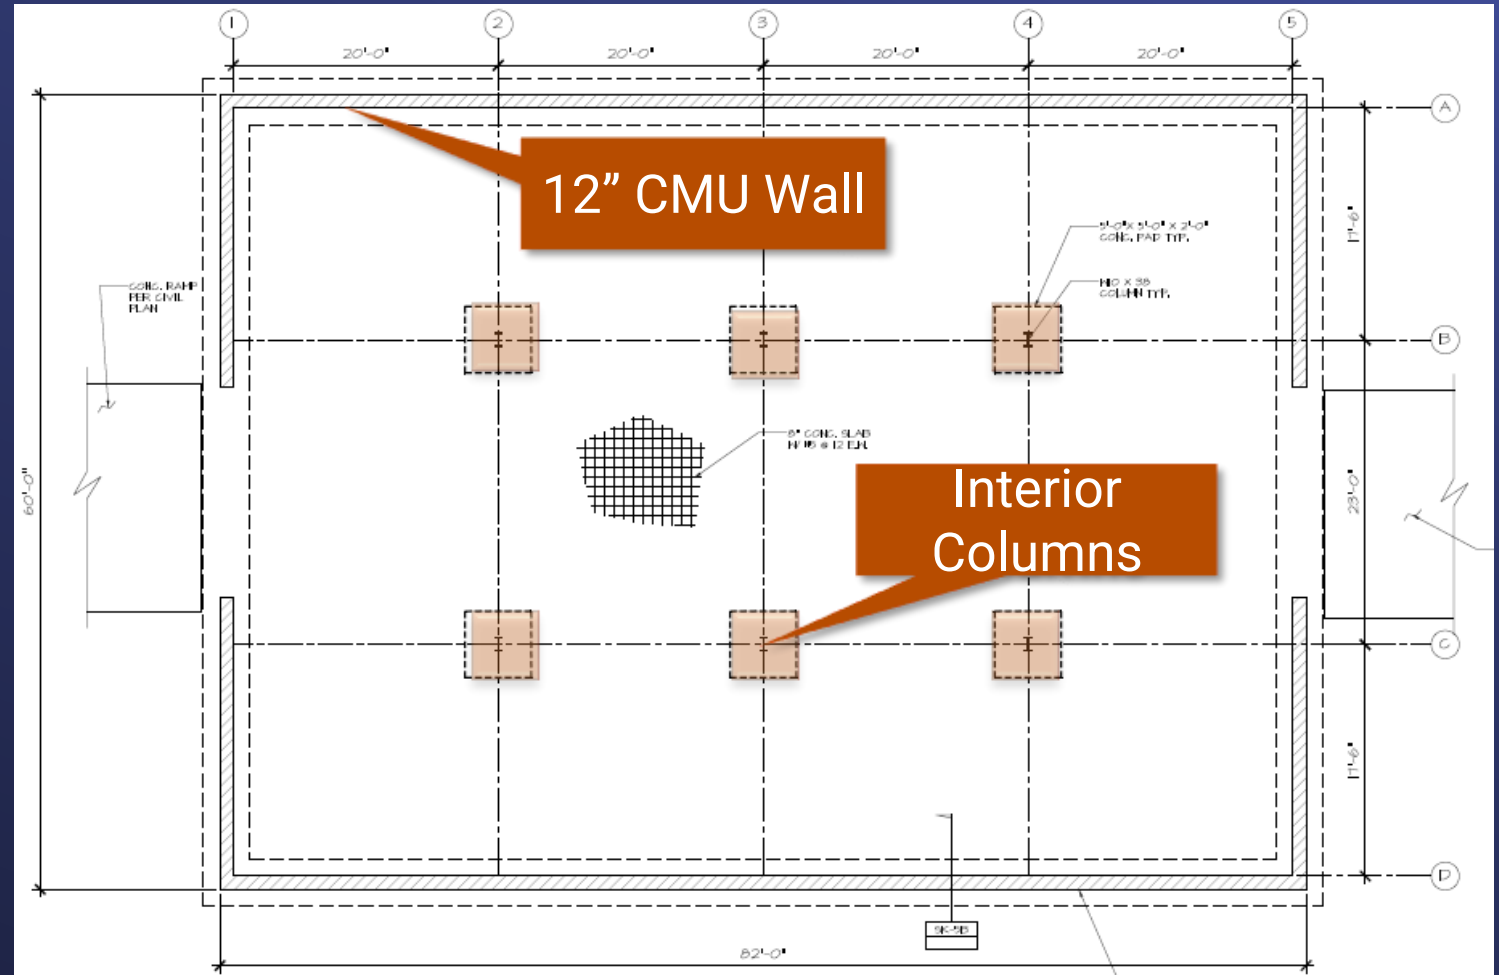 1
2
3
4
5
20'-0"
20'-0"
20'-0"
20'-0"
A
12” CMU Wall
17'-6"
5'-0" X 5'-0" X 2'-0"
CONC. PAD TYP.
CONC. RAMP
PER CIVIL
PLAN
W10 X 33
COLUMN TYP.
B
8" CONC. SLAB
W/ #5 @ 12 E.W.
60'-0"
Interior
Columns
23'-0"
C
17'-6"
D
SK-5B
82'-0"